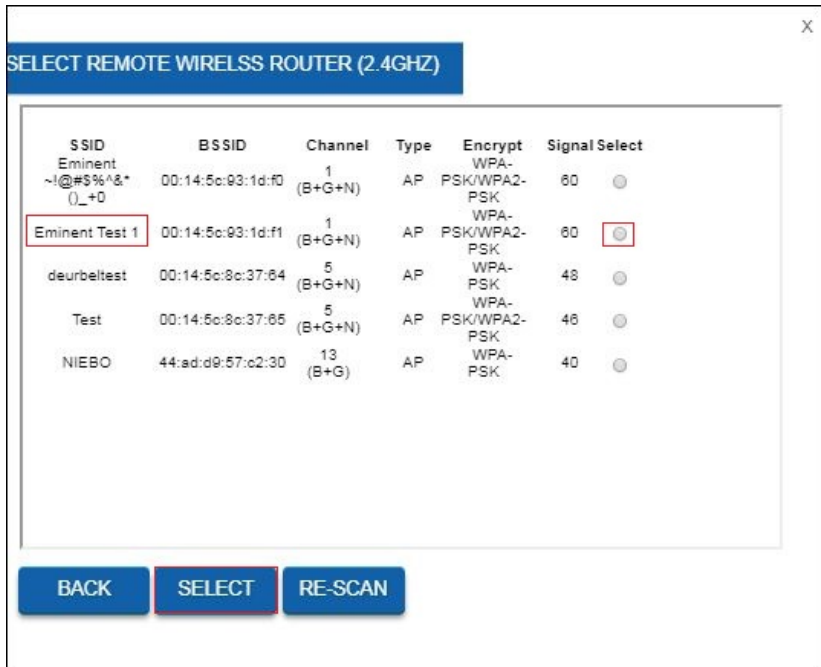 X
SELECT REMOTE WIRELSS ROUTER (2.4GHZ)
SSID BSSID Channel Type Encrypt Signal Select
Eminent ~!@#$%^&*()_+0 00:14:5c:93:1d:f0 1 (B+G+N) AP WPA-PSK/WPA2-PSK 60
Eminent Test 1 00:14:5c:93:1d:f1 1 (B+G+N) AP WPA-PSK/WPA2-PSK 60
deurbeltest 00:14:5c:8c:37:64 5 (B+G+N) AP WPA-PSK 48
Test 00:14:5c:8c:37:65 5 (B+G+N) AP WPA-PSK/WPA2-PSK 46
NIEBO 44:ad:d9:57:c2:30 13 (B+G) AP WPA-PSK 40
BACK SELECT RE-SCAN